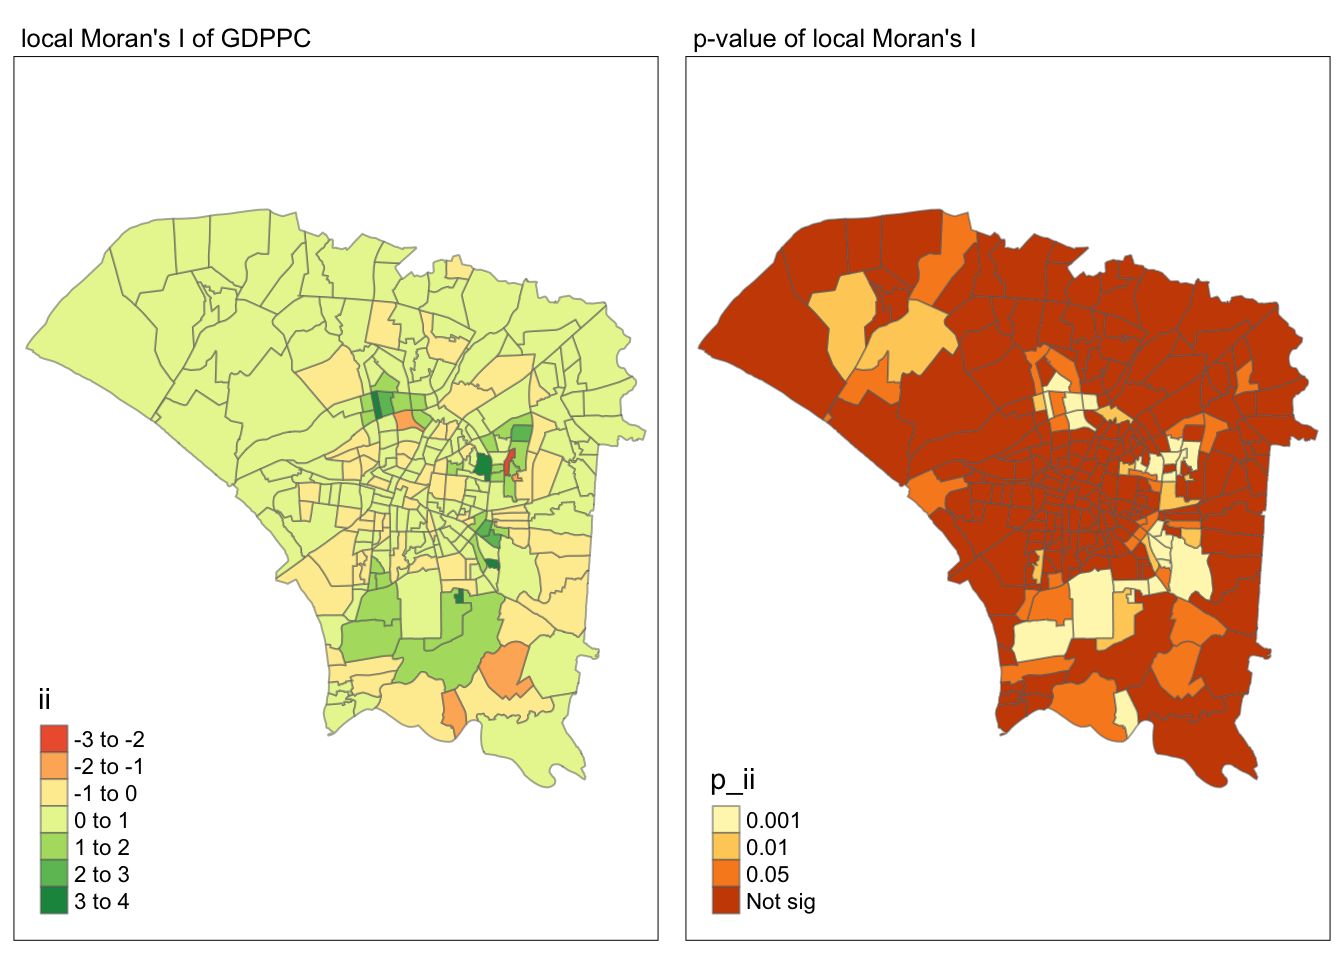 local Moran's I of GDPPC
ii
-3 to -2
-2 to -1
-1 to 0
0 to 1
1 to 2
2 to 3
3 to 4
p-value of local Moran's I
p_ii
0.001
0.01
0.05
Not sig